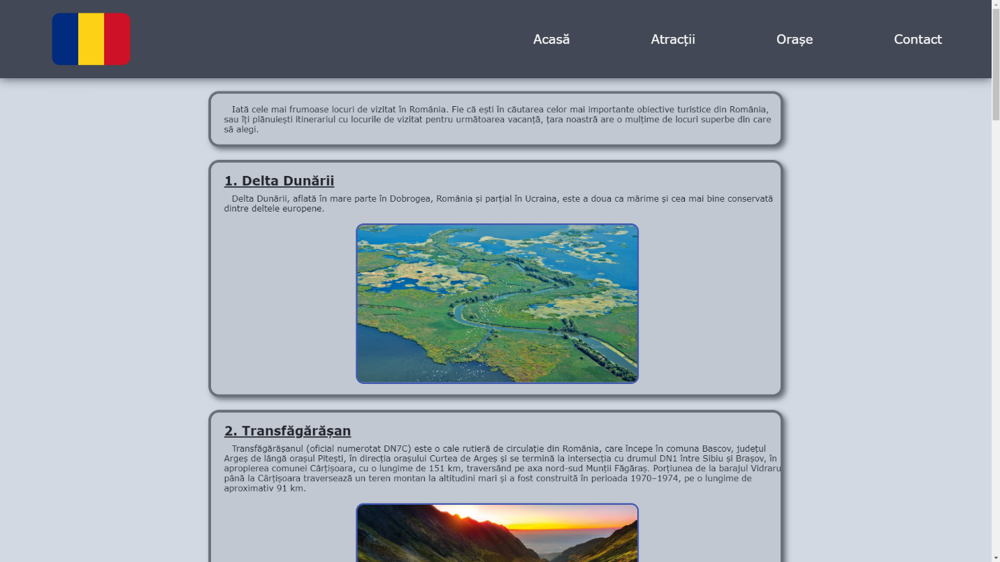 Acasă
Atracții
Orașe
Contact
Iată cele mai frumoase locuri de vizitat în România. Fie că ești în căutarea celor mai importante obiective turistice din România,
sau îți plănuiești itinerariul cu locurile de vizitat pentru următoarea vacanță, țara noastră are o mulțime de locuri superbe din care
să alegi.
1. Delta Dunării
Delta Dunării, aflată în mare parte în Dobrogea, România și parțial în Ucraina, este a doua ca mărime și cea mai bine conservată
dintre deltele europene.
2. Transfăgărășan
Transfăgărășanul (oficial numerotat DN7C) este o cale rutieră de circulație din România, care începe în comuna Bascov, județul
Argeș de lângă orașul Pitești, în direcția orașului Curtea de Argeș și se termină la intersecția cu drumul DN1 între Sibiu și Brașov, în
apropierea comunei Cârțișoara, cu o lungime de 151 km, traversând pe axa nord-sud Munții Făgăraș. Porțiunea de la barajul Vidraru
până la Cârțișoara traversează un teren montan la altitudini mari și a fost construită în perioada 1970–1974, pe o lungime de
aproximativ 91 km.